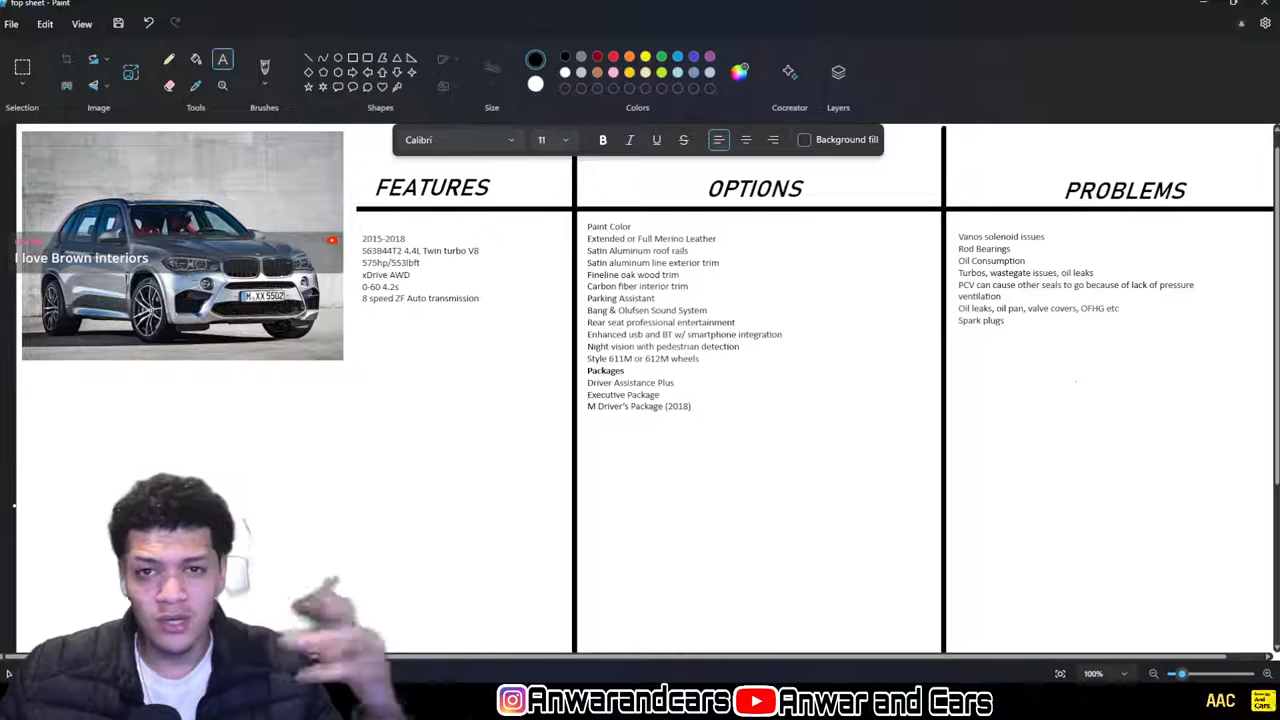 top sheet - Paint
File Edit View
Selection Image Tools Brushes Shapes Size Colors Cocreator Layers
Calibri 11 B I U S Background fill
FEATURES
OPTIONS
PROBLEMS
I love Brown interiors
M XX 5502
2015-2018
S63B44T2 4.4L Twin turbo V8
575hp/553lbft
xDrive AWD
0-60 4.2s
8 speed ZF Auto transmission
Paint Color
Extended or Full Merino Leather
Satin Aluminum roof rails
Satin aluminum line exterior trim
Fineline oak wood trim
Carbon fiber interior trim
Parking Assistant
Bang & Olufsen Sound System
Rear seat professional entertainment
Enhanced usb and BT w/ smartphone integration
Night vision with pedestrian detection
Style 611M or 612M wheels
Packages
Driver Assistance Plus
Executive Package
M Driver's Package (2018)
Vanos solenoid issues
Rod Bearings
Oil Consumption
Turbos, wastegate issues, oil leaks
PCV can cause other seals to go because of lack of pressure
ventilation
Oil leaks, oil pan, valve covers, OFHG etc
Spark plugs
100%
@Anwarandcars Anwar and Cars
AAC